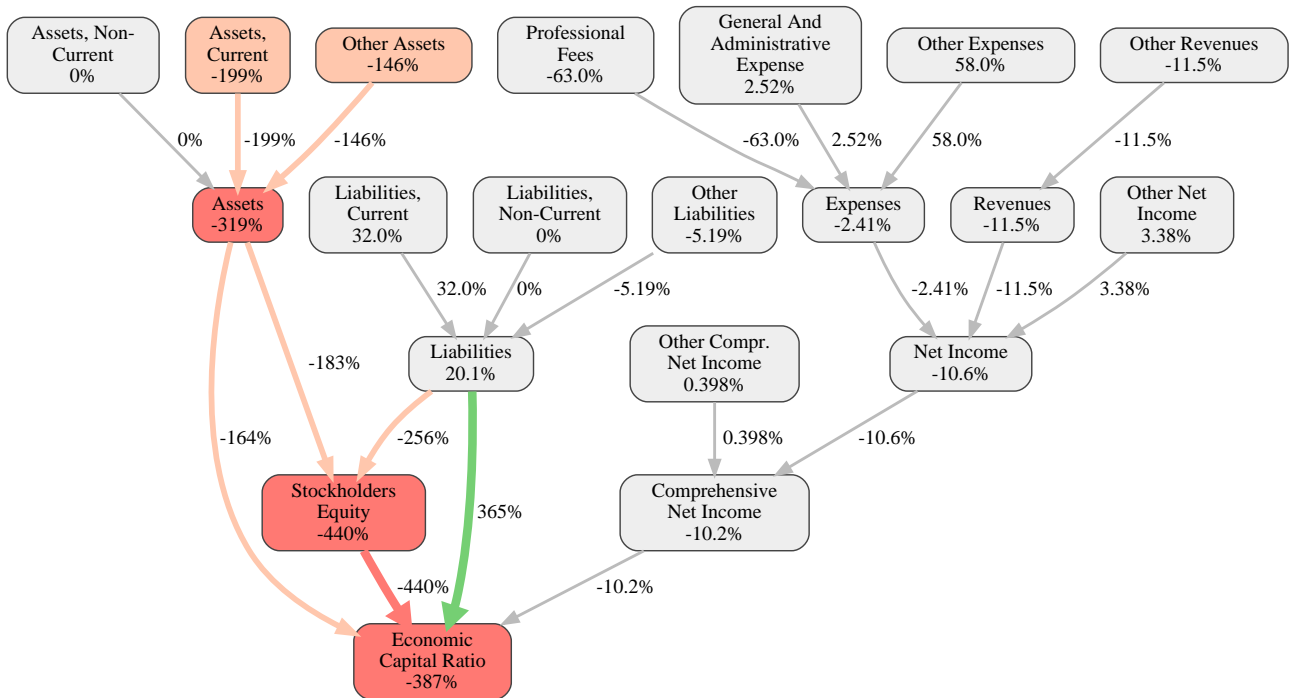 Assets, Non-
Current
0%
Assets,
Current
-199%
Other Assets
-146%
Professional
Fees
-63.0%
General And
Administrative
Expense
2.52%
Other Expenses
58.0%
Other Revenues
-11.5%
0%
-199%
-146%
-63.0%
2.52%
58.0%
-11.5%
Assets
-319%
Liabilities,
Current
32.0%
Liabilities,
Non-Current
0%
Other
Liabilities
-5.19%
Expenses
-2.41%
Revenues
-11.5%
Other Net
Income
3.38%
32.0%
0%
-5.19%
-2.41%
-11.5%
3.38%
-183%
Liabilities
20.1%
Other Compr.
Net Income
0.398%
Net Income
-10.6%
-164%
-256%
0.398%
-10.6%
Stockholders
Equity
-440%
365%
Comprehensive
Net Income
-10.2%
-440%
-10.2%
Economic
Capital Ratio
-387%